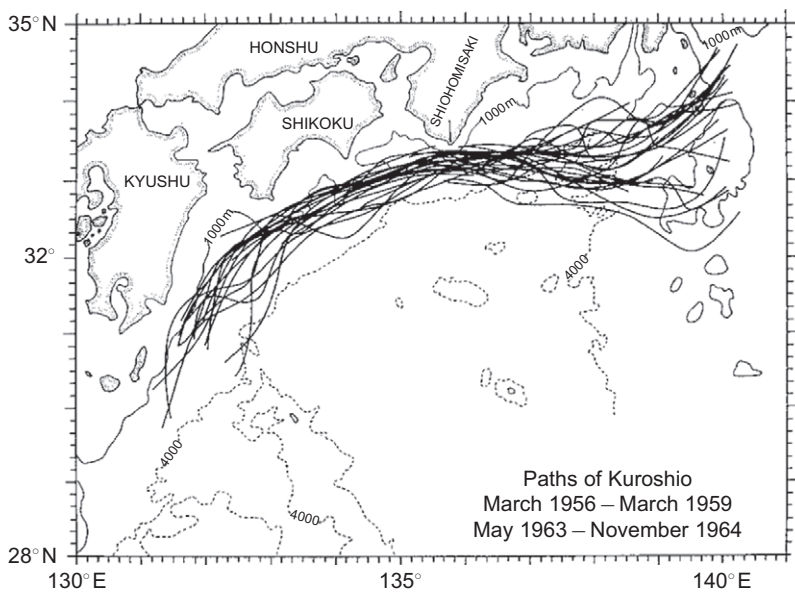 35°N
HONSHU
SHIOHOMISAKI
1000m
1000m
SHIKOKU
KYUSHU
1000m
32°
4000
4000
4000
Paths of Kuroshio
March 1956 – March 1959
May 1963 – November 1964
28°N
130°E
135°
140°E